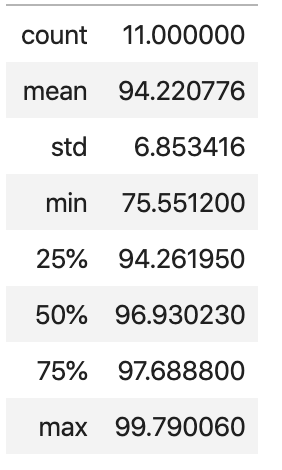 count 11.000000
mean 94.220776
std 6.853416
min 75.551200
25% 94.261950
50% 96.930230
75% 97.688800
max 99.790060